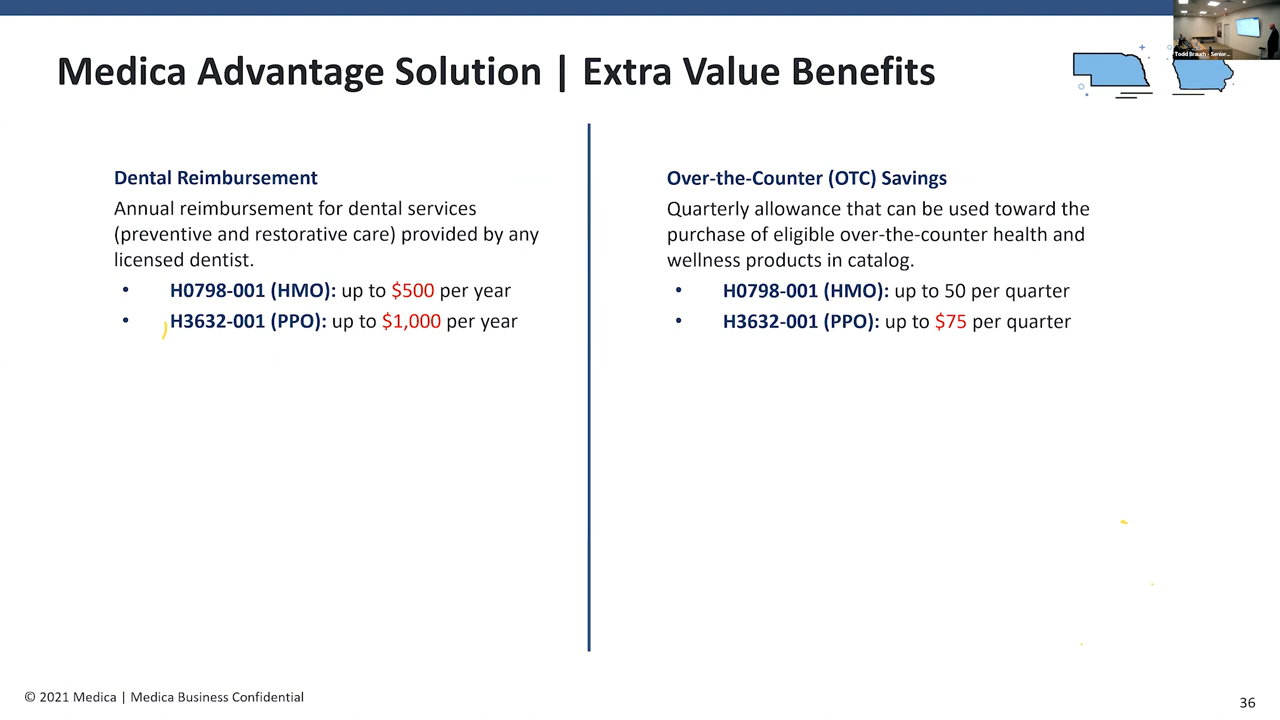 Medica Advantage Solution | Extra Value Benefits
Todd Brauch - Senior...
Dental Reimbursement
Annual reimbursement for dental services
(preventive and restorative care) provided by any
licensed dentist.
• H0798-001 (HMO): up to $500 per year
• H3632-001 (PPO): up to $1,000 per year
Over-the-Counter (OTC) Savings
Quarterly allowance that can be used toward the
purchase of eligible over-the-counter health and
wellness products in catalog.
• H0798-001 (HMO): up to 50 per quarter
• H3632-001 (PPO): up to $75 per quarter
© 2021 Medica | Medica Business Confidential
36